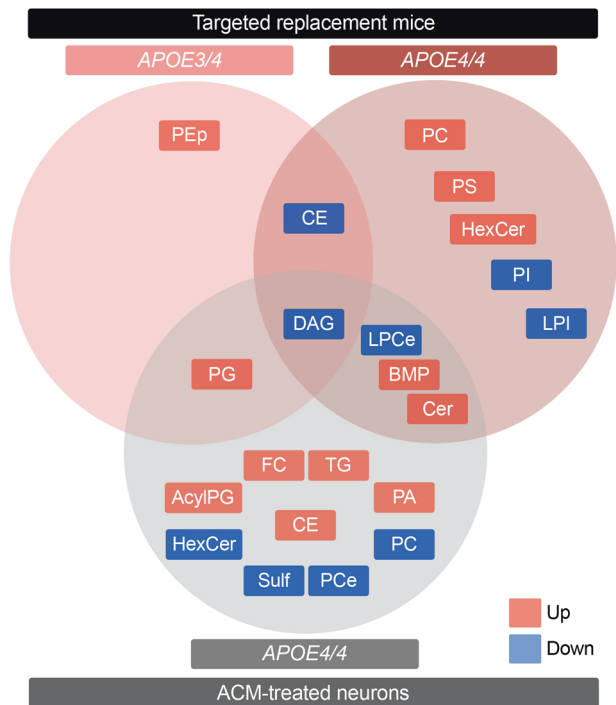 Targeted replacement mice
APOE3/4
APOE4/4
PEp
PC
PS
CE
HexCer
PI
DAG
LPI
LPCe
PG
BMP
Cer
FC
TG
AcylPG
PA
CE
HexCer
PC
Sulf
PCe
Up
Down
APOE4/4
ACM-treated neurons